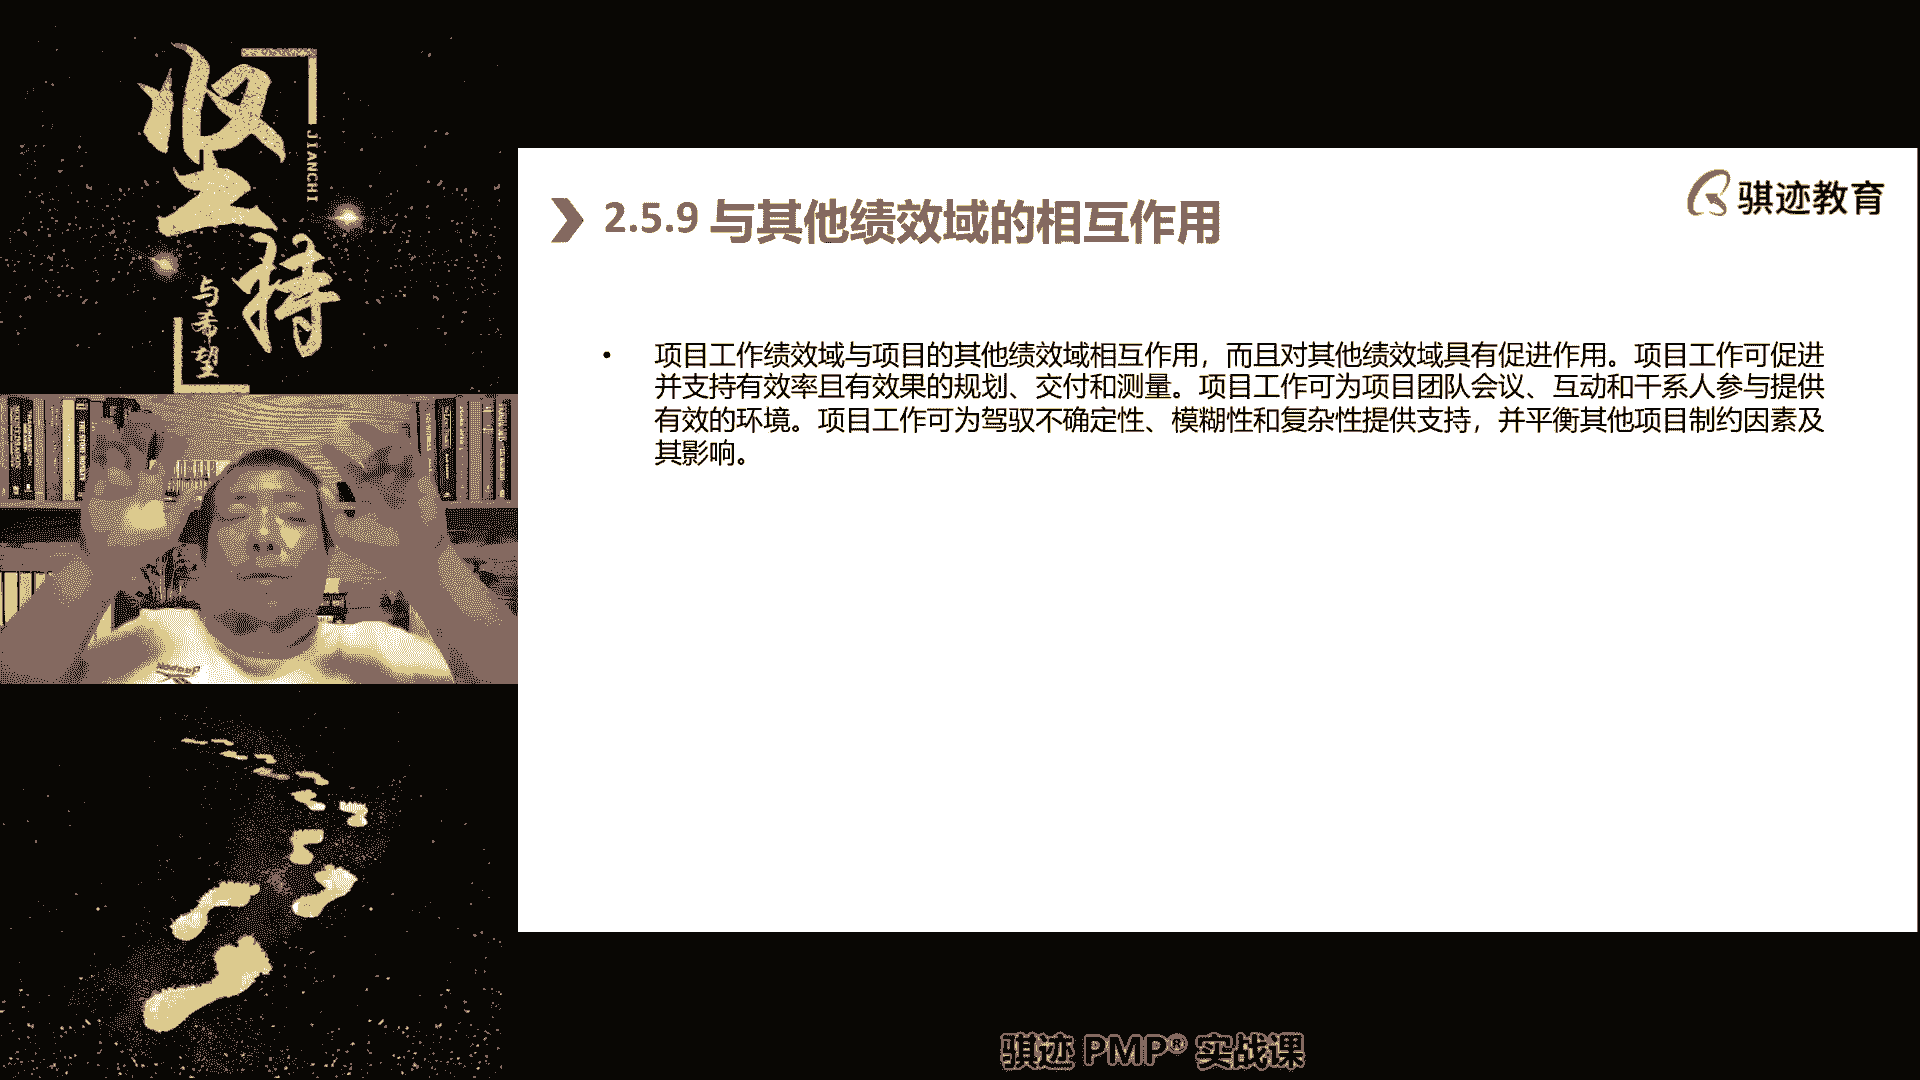 坚持
JIANCHI
与希望
骐迹教育
2.5.9 与其他绩效域的相互作用
• 项目工作绩效域与项目的其他绩效域相互作用，而且对其他绩效域具有促进作用。项目工作可促进
并支持有效率且有效果的规划、交付和测量。项目工作可为项目团队会议、互动和干系人参与提供
有效的环境。项目工作可为驾驭不确定性、模糊性和复杂性提供支持，并平衡其他项目制约因素及
其影响。
Reebok
骐迹 PMP® 实战课